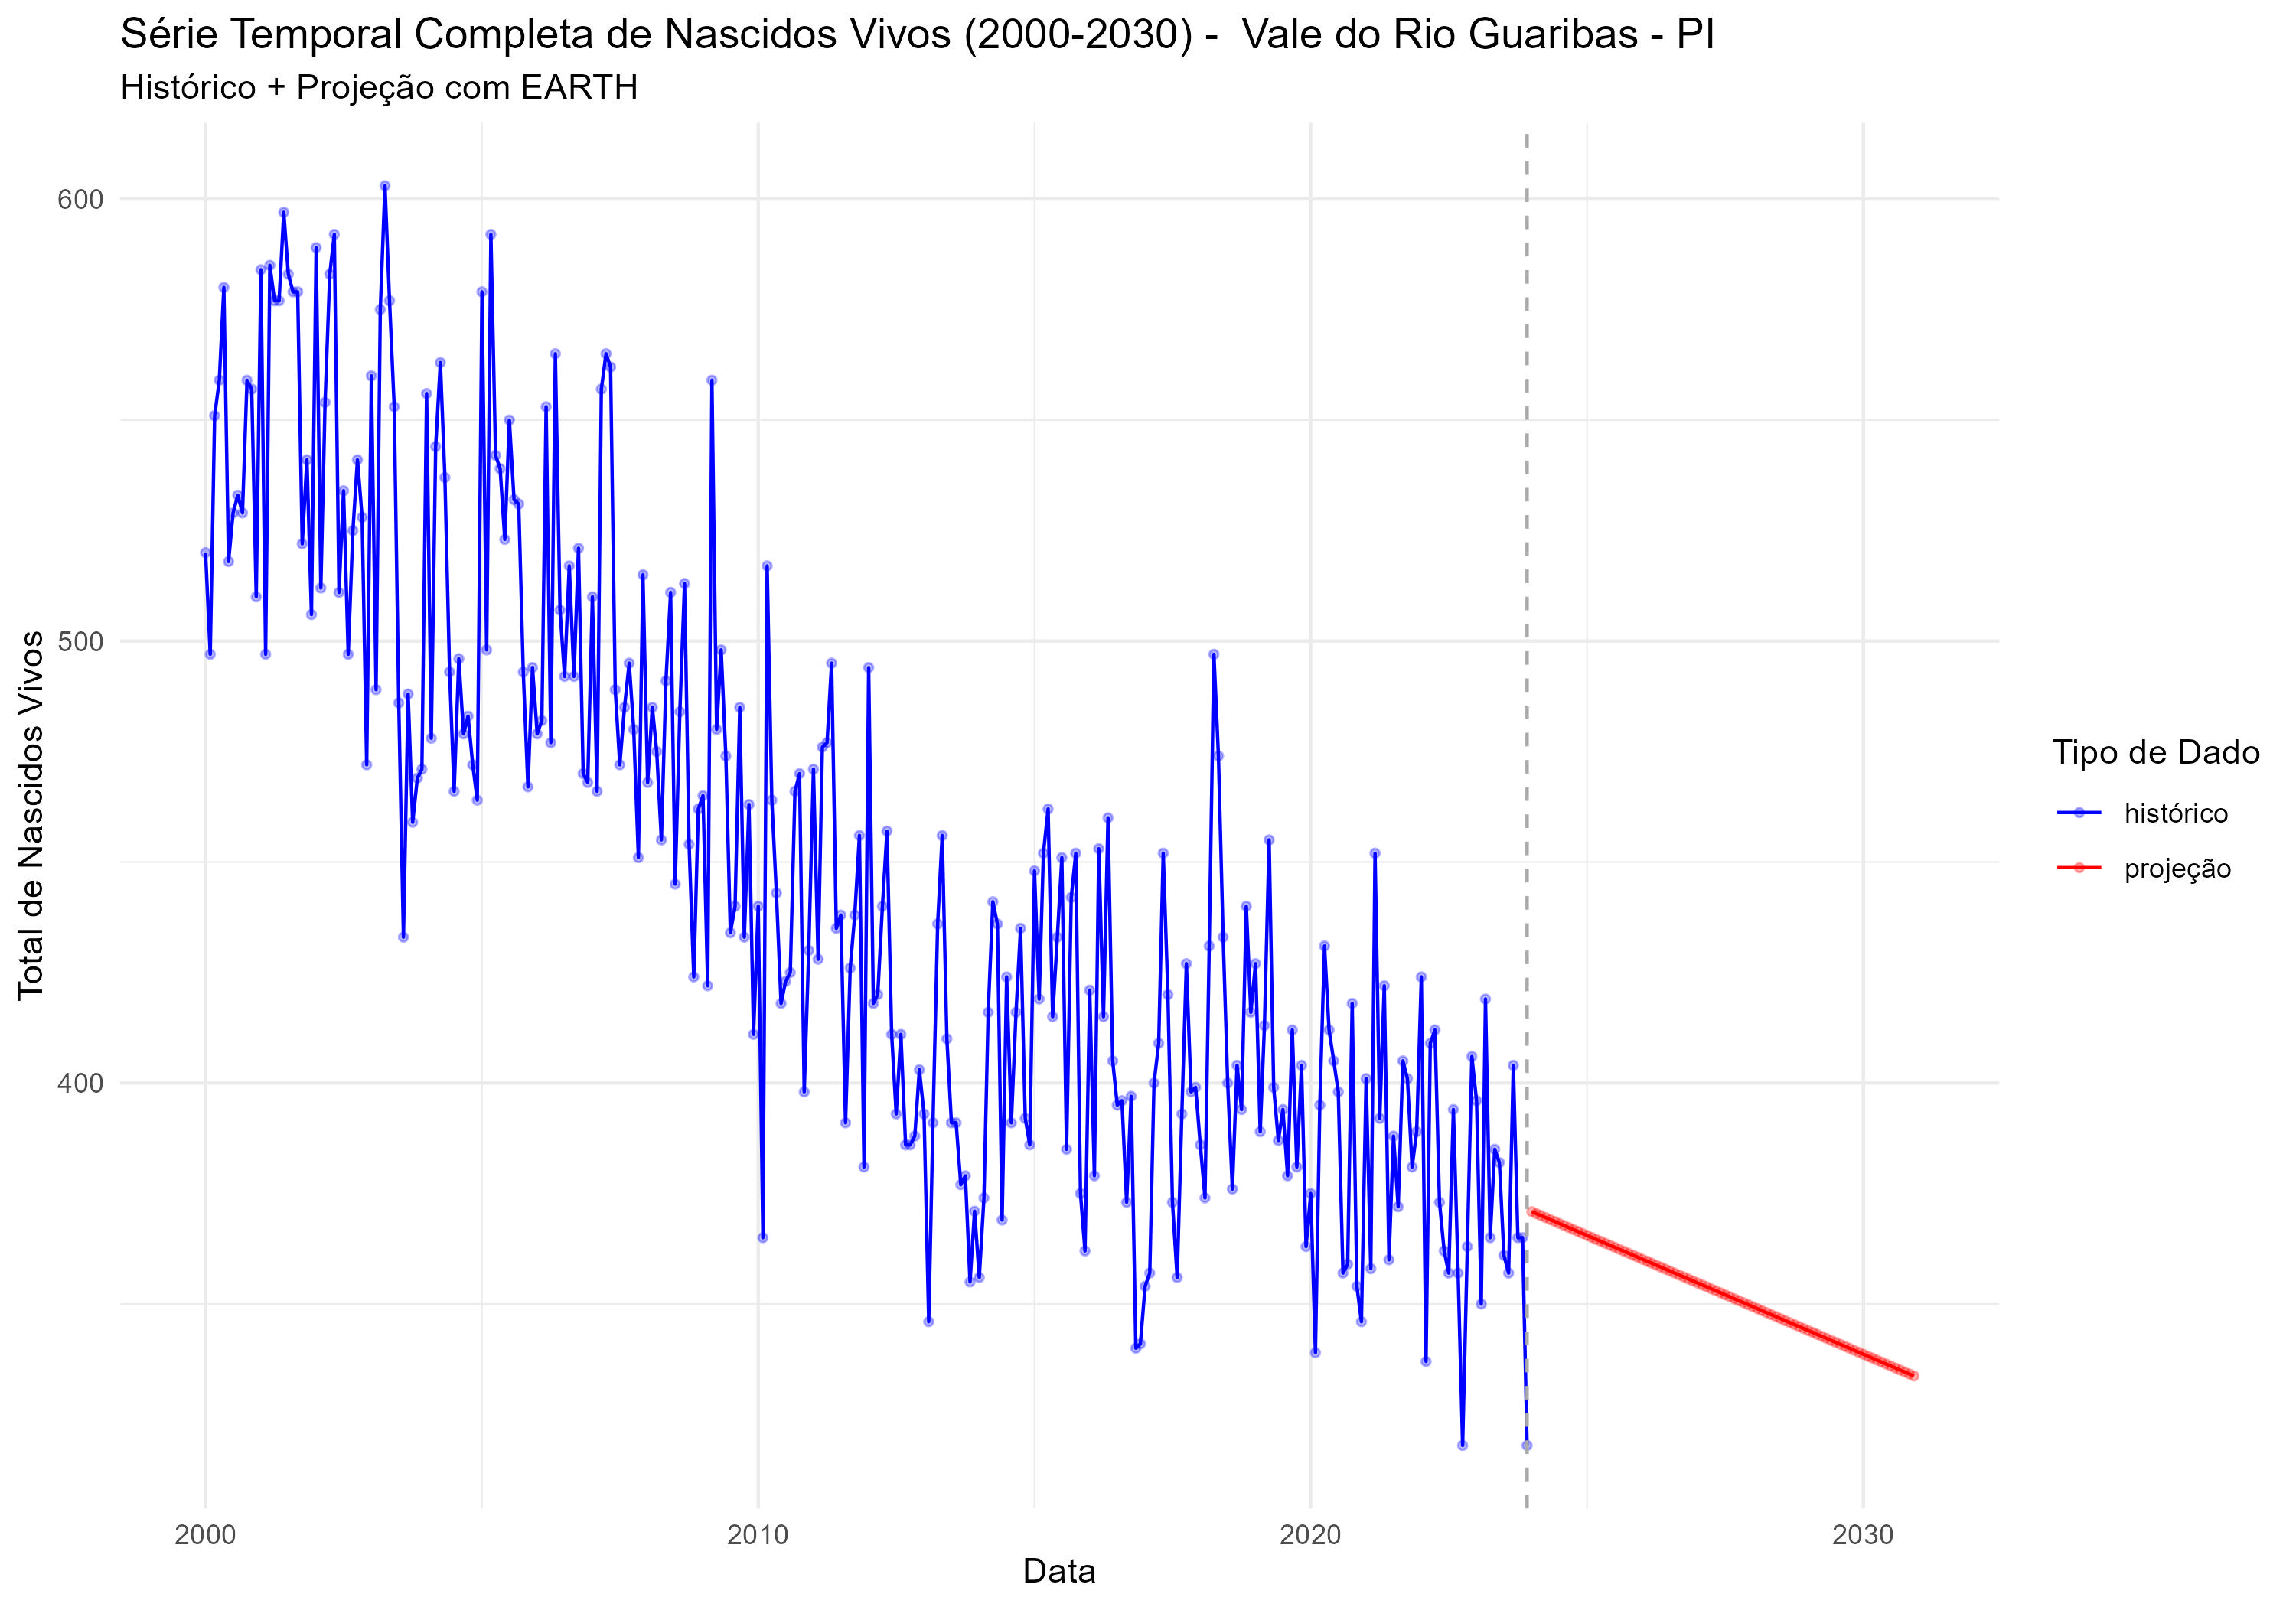 Série Temporal Completa de Nascidos Vivos (2000-2030) -  Vale do Rio Guaribas - PI
Histórico + Projeção com EARTH
Total de Nascidos Vivos
600
500
400
2000
2010
2020
2030
Data
Tipo de Dado
histórico
projeção